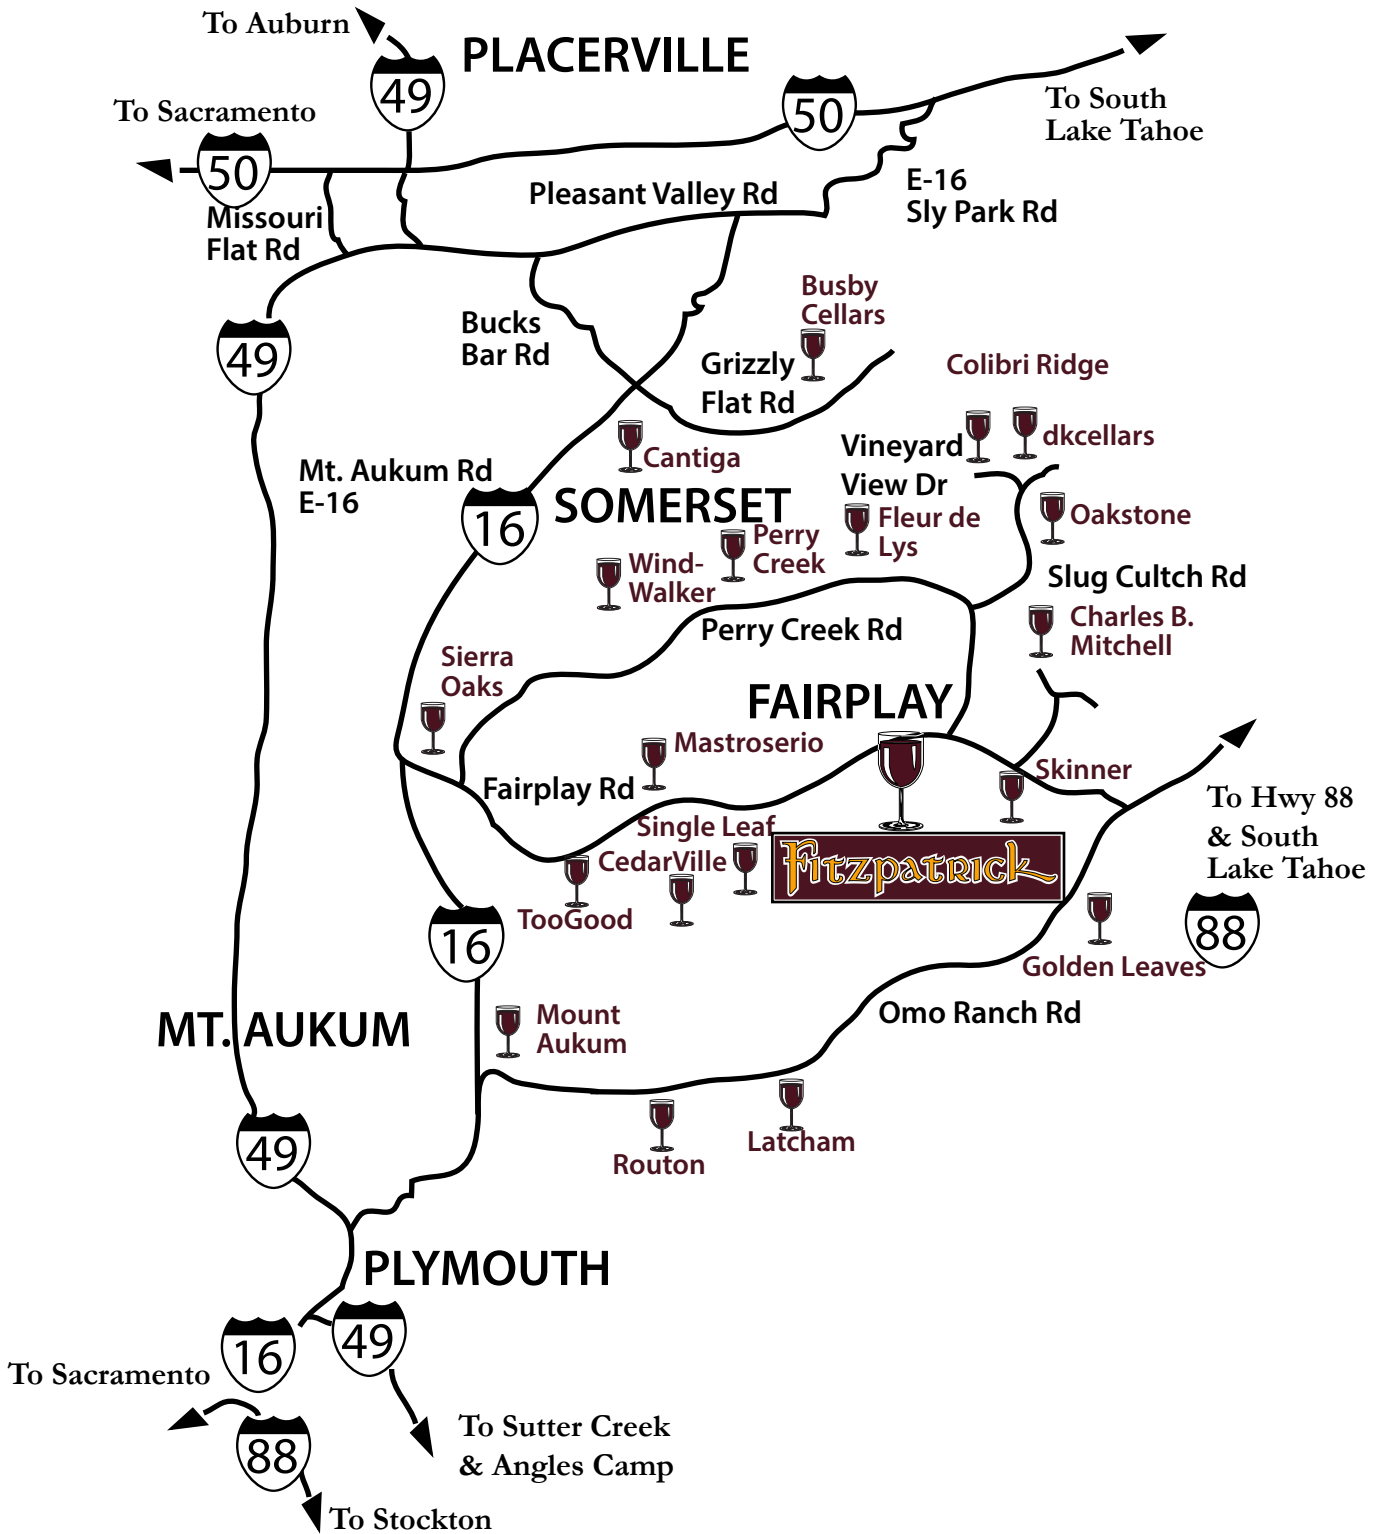 To Auburn
PLACERVILLE
49
To Sacramento
50
50
To South
Lake Tahoe
Missouri
Flat Rd
Pleasant Valley Rd
E-16
Sly Park Rd
Busby
Cellars
Bucks
Bar Rd
49
Grizzly
Flat Rd
Colibri Ridge
Cantiga
Vineyard
View Dr
dkcellars
Mt. Aukum Rd
E-16
16
SOMERSET
Fleur de
Lys
Oakstone
Perry
Creek
Wind-
Walker
Slug Cultch Rd
Perry Creek Rd
Charles B.
Mitchell
Sierra
Oaks
FAIRPLAY
Mastroserio
Fairplay Rd
Skinner
To Hwy 88
& South
Lake Tahoe
Single Leaf
CedarVille
Fitzpatrick
TooGood
16
88
Golden Leaves
Omo Ranch Rd
MT. AUKUM
Mount
Aukum
49
Latcham
Routon
PLYMOUTH
16
49
To Sacramento
88
To Sutter Creek
& Angles Camp
To Stockton